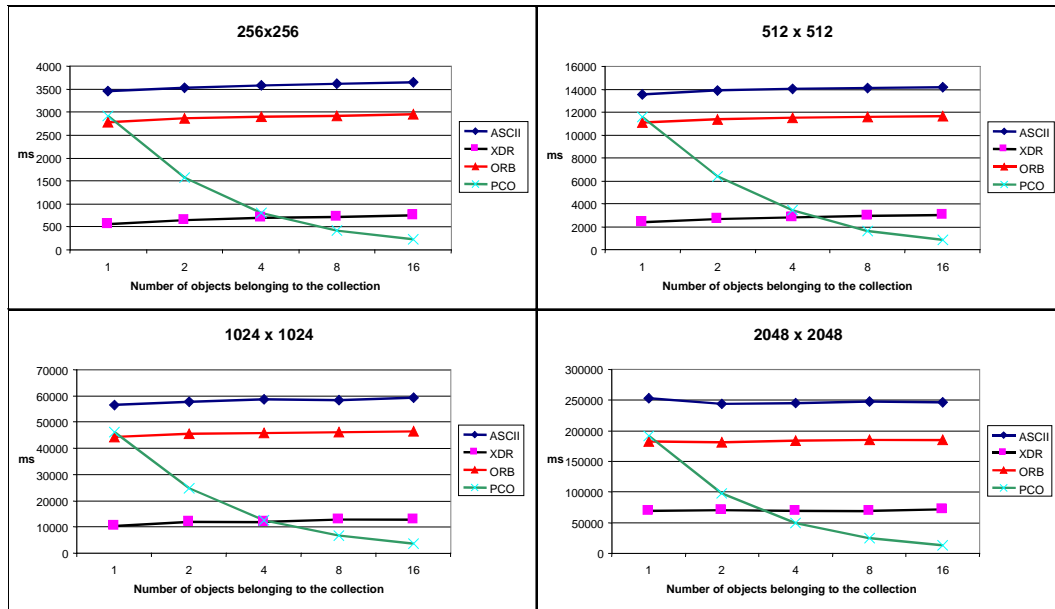 256x256
4000
3500
3000
2500
2000
1500
1000
500
0
ms
1 2 4 8 16
Number of objects belonging to the collection
ASCII
XDR
ORB
PCO
512 x 512
16000
14000
12000
10000
8000
6000
4000
2000
0
ms
1 2 4 8 16
Number of objects belonging to the collection
ASCII
XDR
ORB
PCO
1024 x 1024
70000
60000
50000
40000
30000
20000
10000
0
ms
1 2 4 8 16
Number of objects belonging to the collection
ASCII
XDR
ORB
PCO
2048 x 2048
300000
250000
200000
150000
100000
50000
0
ms
1 2 4 8 16
Number of objects belonging to the collection
ASCII
XDR
ORB
PCO